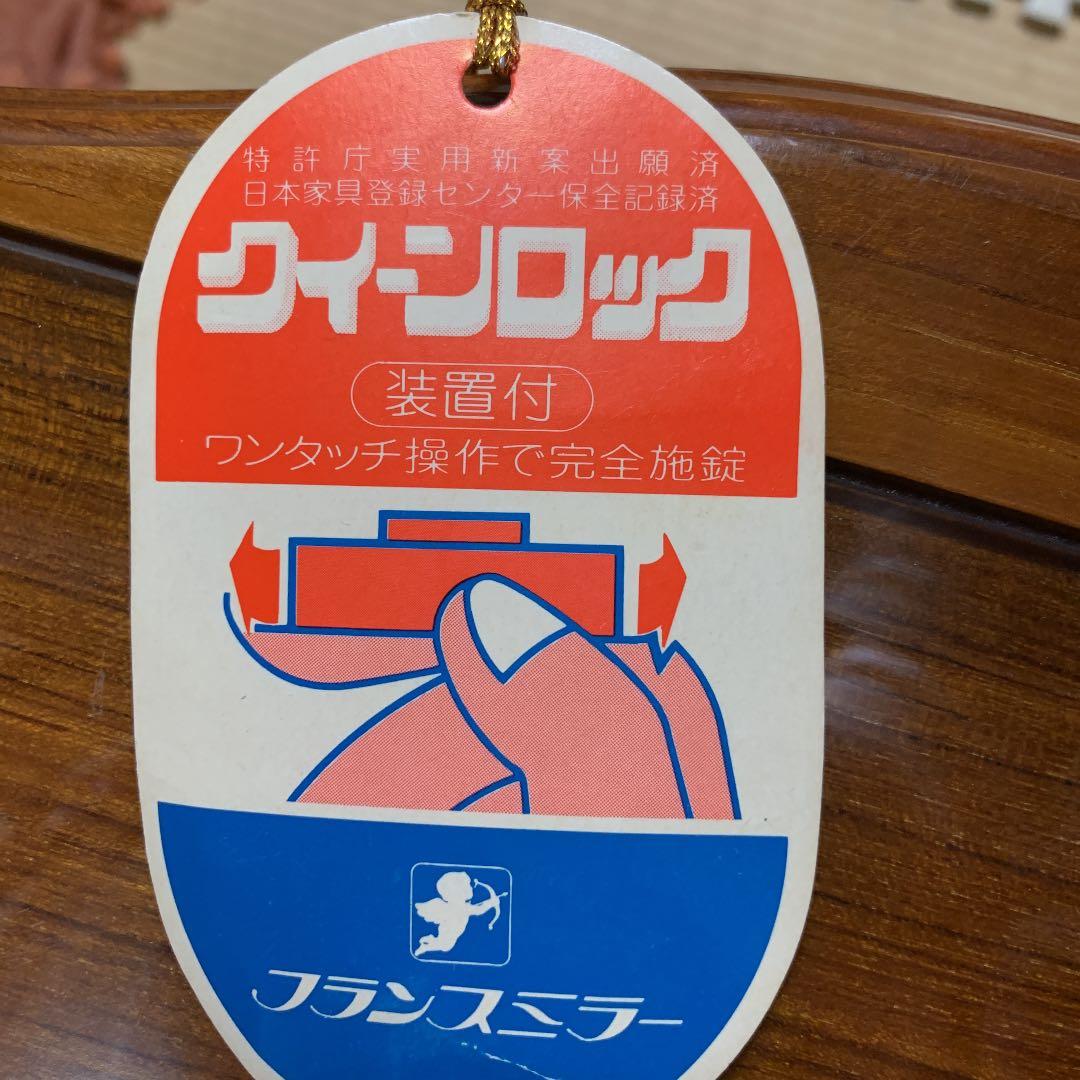 特許庁実用新案出願済
日本家具登録センター保全記録済
クイーンロック
装置付
ワンタッチ操作で完全施錠
フランスミラー